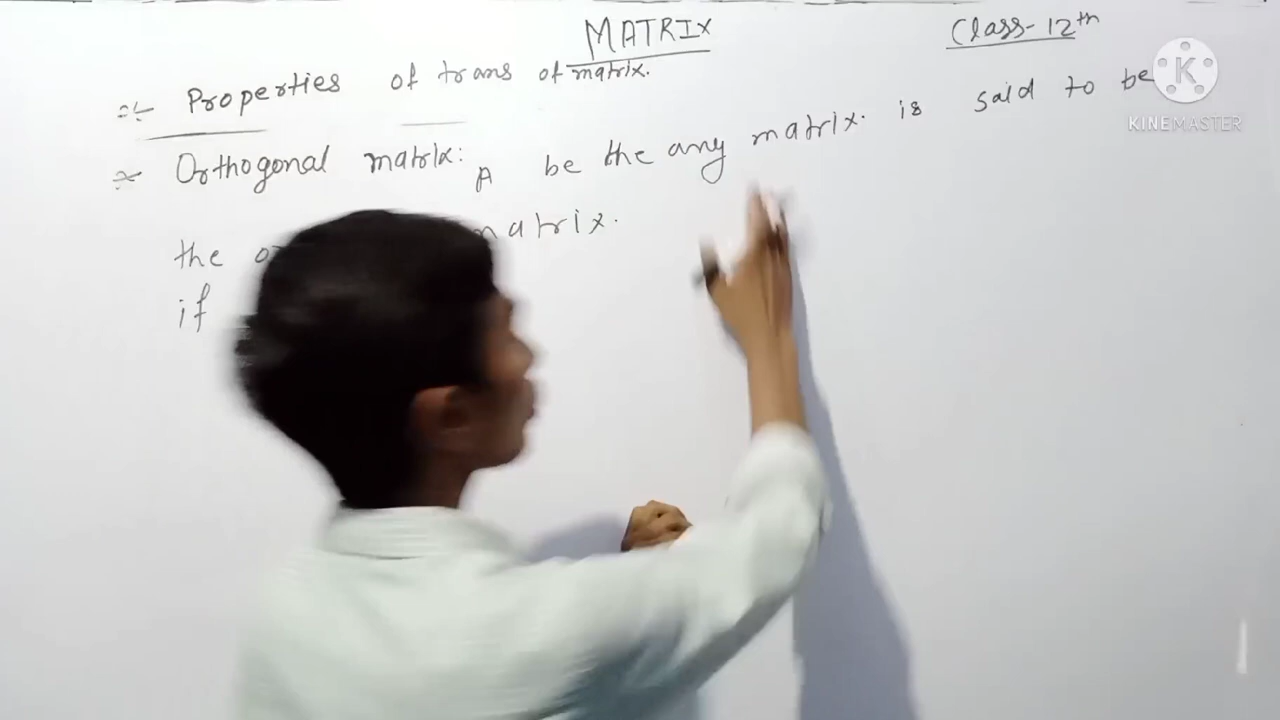 MATRIX
Class-12th
:- Properties of trans of matrix.
Orthogonal matrix: A be the any matrix. is said to be
the matrix.
if
K
KINEMASTER